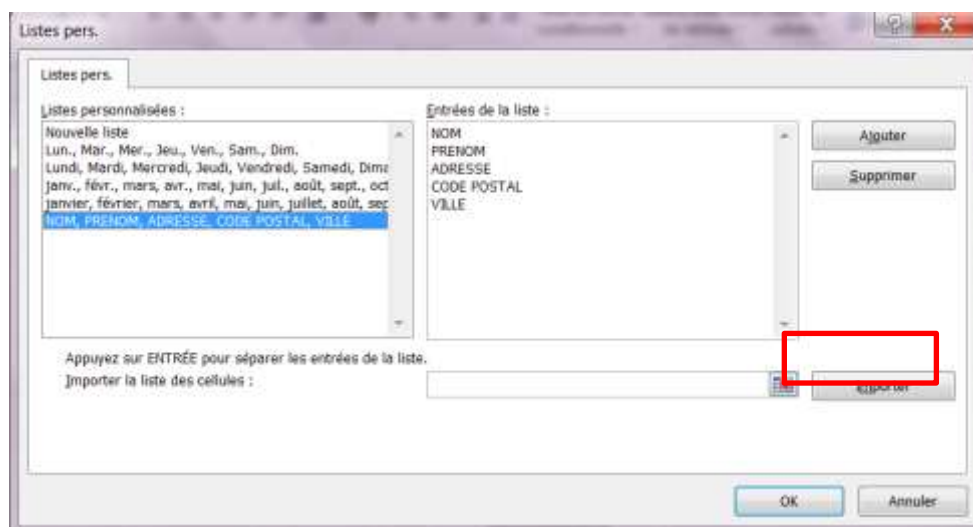 Listes pers.
Listes pers.
Listes personnalisées :
Nouvelle liste
Lun., Mar., Mer., Jeu., Ven., Sam., Dim.
Lundi, Mardi, Mercredi, Jeudi, Vendredi, Samedi, Dima
janv., févr., mars, avr., mai, juin, juil., août, sept., oct
janvier, février, mars, avril, mai, juin, juillet, août, sep
NOM, PRENOM, ADRESSE, CODE POSTAL, VILLE
Entrées de la liste :
NOM
PRENOM
ADRESSE
CODE POSTAL
VILLE
Ajouter
Supprimer
Appuyez sur ENTRÉE pour séparer les entrées de la liste.
Importer la liste des cellules :
Importer
OK
Annuler